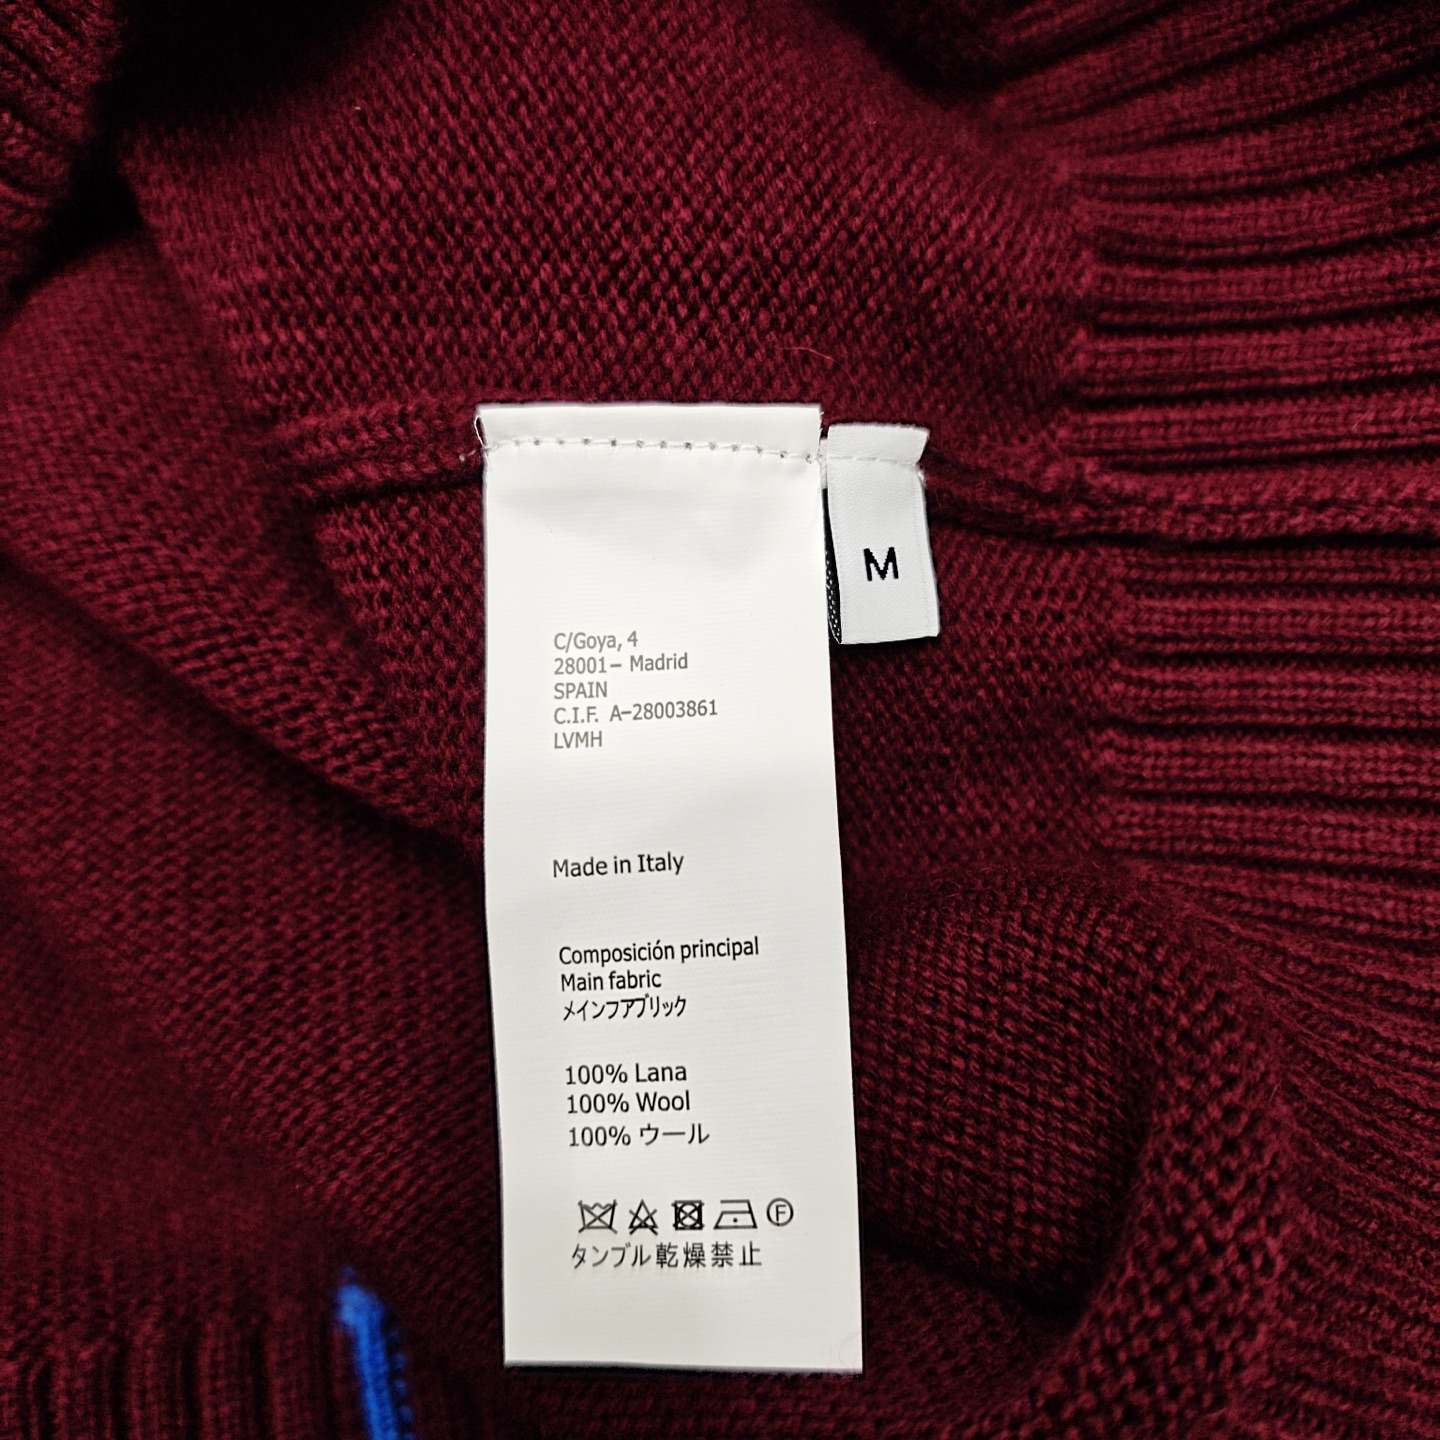 C/Goya, 4
28001– Madrid
SPAIN
C.I.F. A–28003861
LVMH
Made in Italy
Composición principal
Main fabric
メインファブリック
100% Lana
100% Wool
100% ウール
F
タンブル乾燥禁止
M